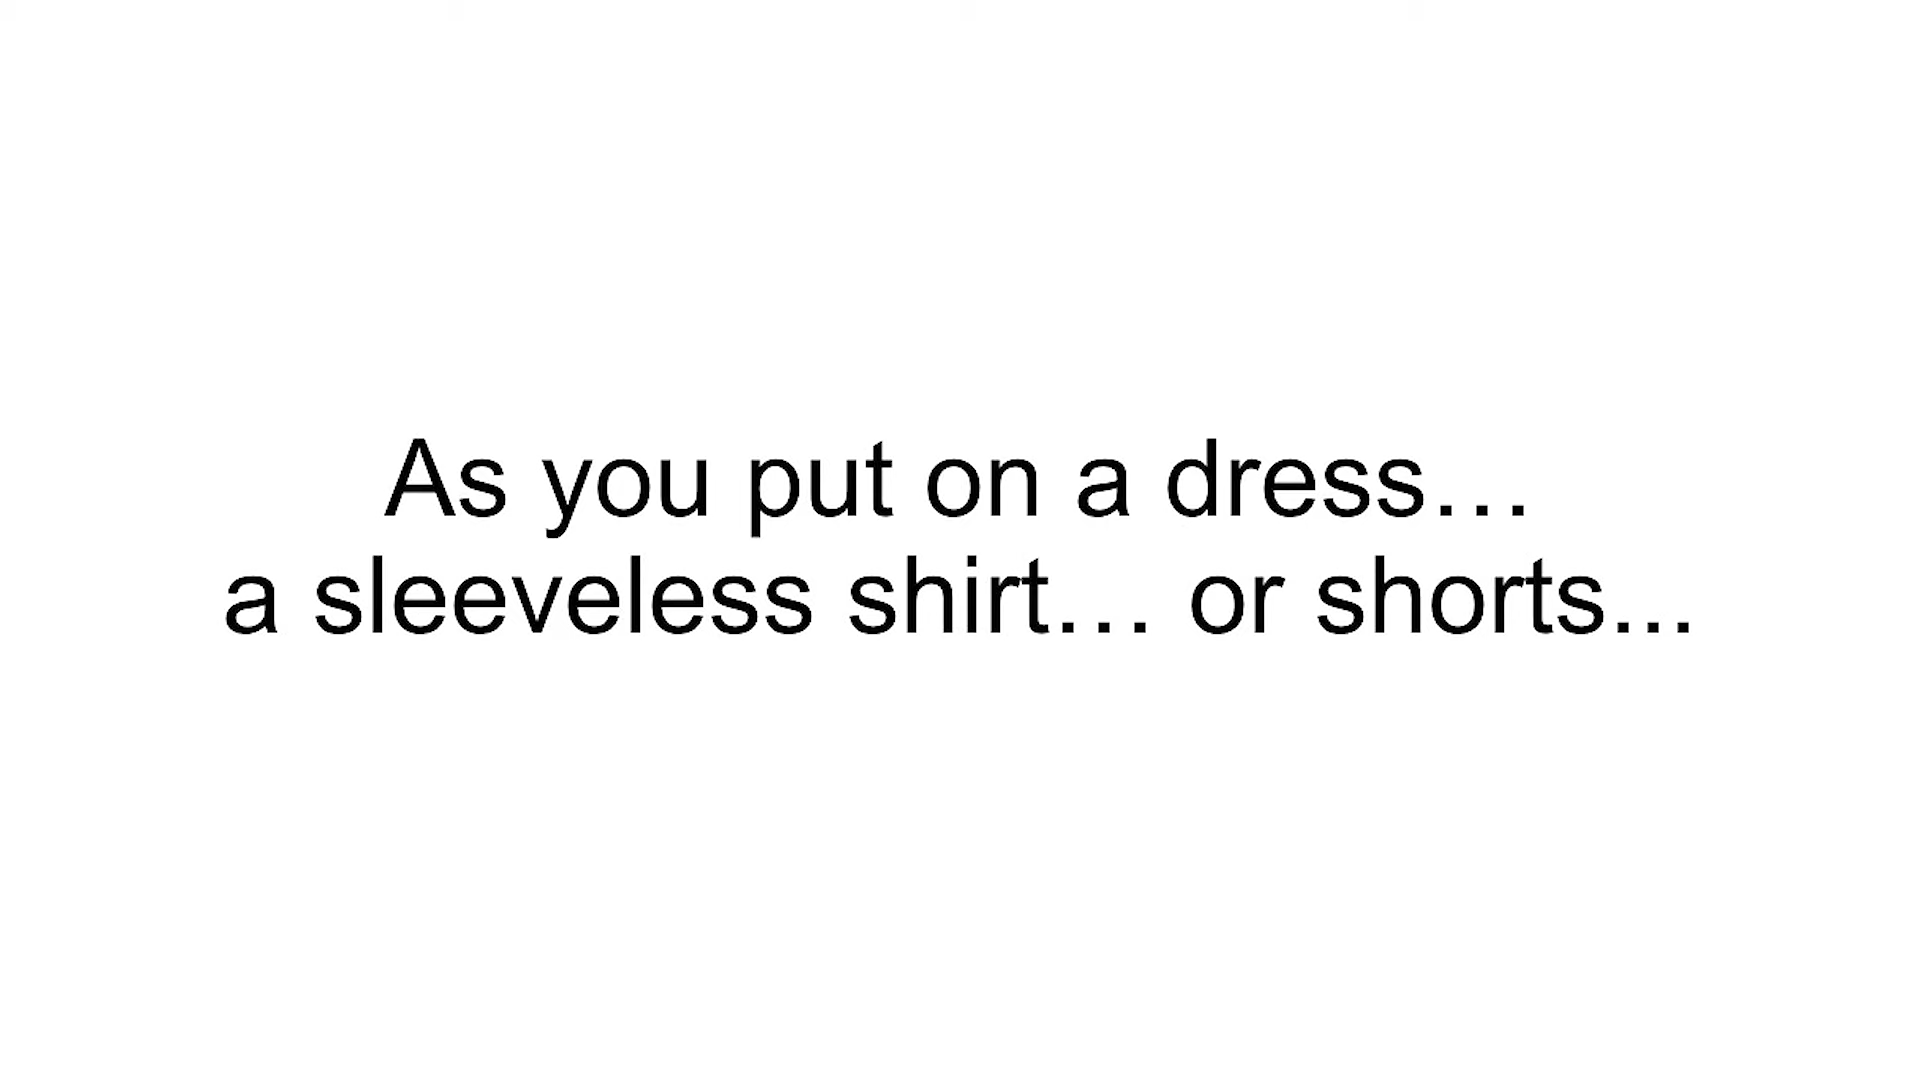 As you put on a dress…
a sleeveless shirt… or shorts...